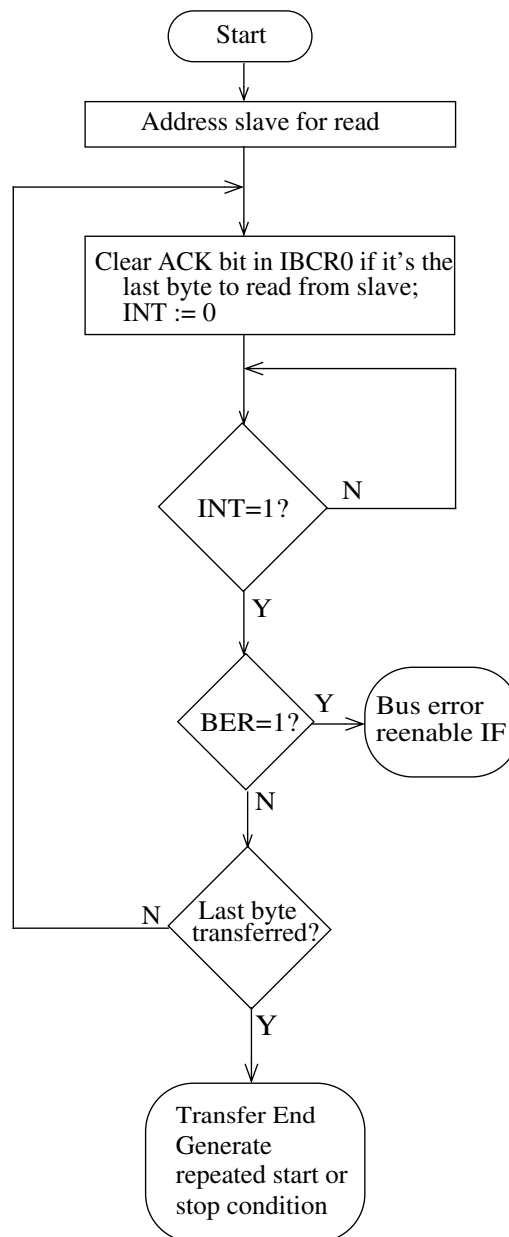 Start
Address slave for read
Clear ACK bit in IBCR0 if it's the
last byte to read from slave;
INT := 0
INT=1?
N
Y
BER=1?
Y
Bus error
reenable IF
N
Last byte
transferred?
N
Y
Transfer End
Generate
repeated start or
stop condition